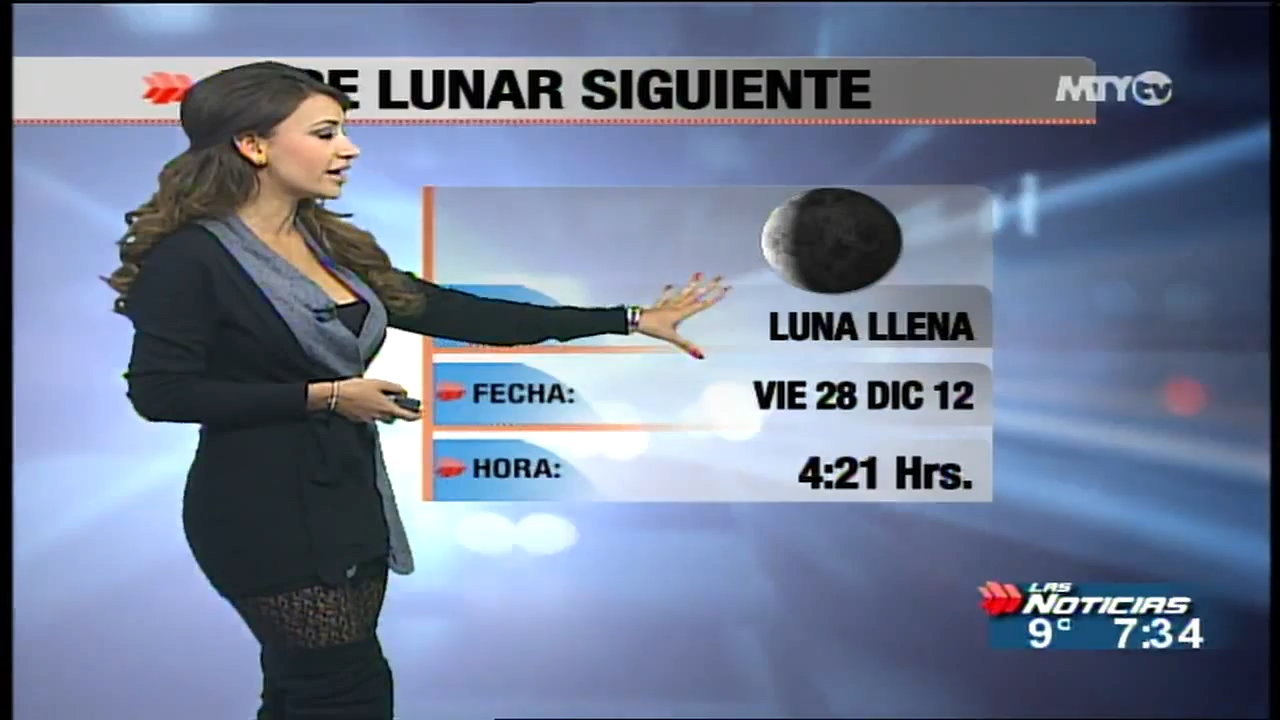 LUNAR SIGUIENTE
MTYtv
LUNA LLENA
FECHA: VIE 28 DIC 12
HORA: 4:21 Hrs.
LAS
NOTICIAS
9° 7:34